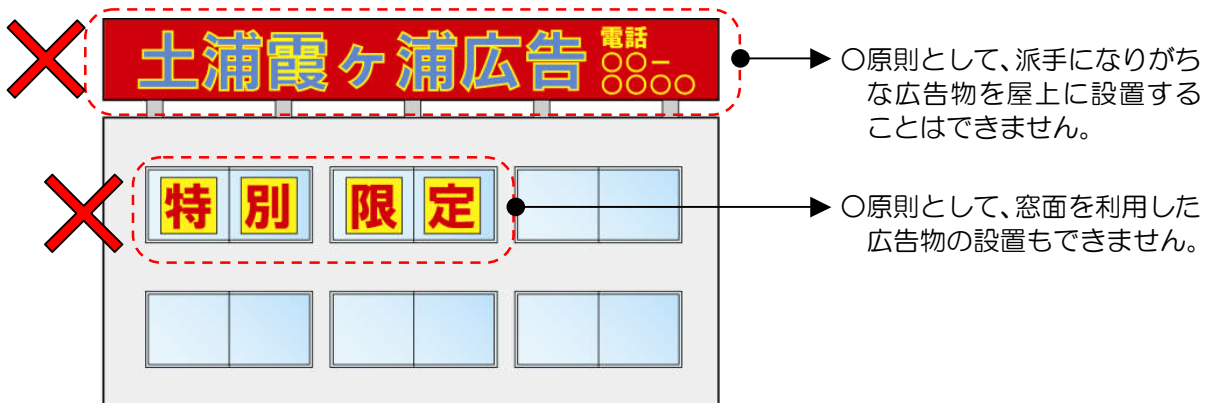 土浦霞ヶ浦広告
電話
○○-
○○○○
○原則として、派手になりがち
な広告物を屋上に設置する
ことはできません。
特別 限定
○原則として、窓面を利用した
広告物の設置もできません。